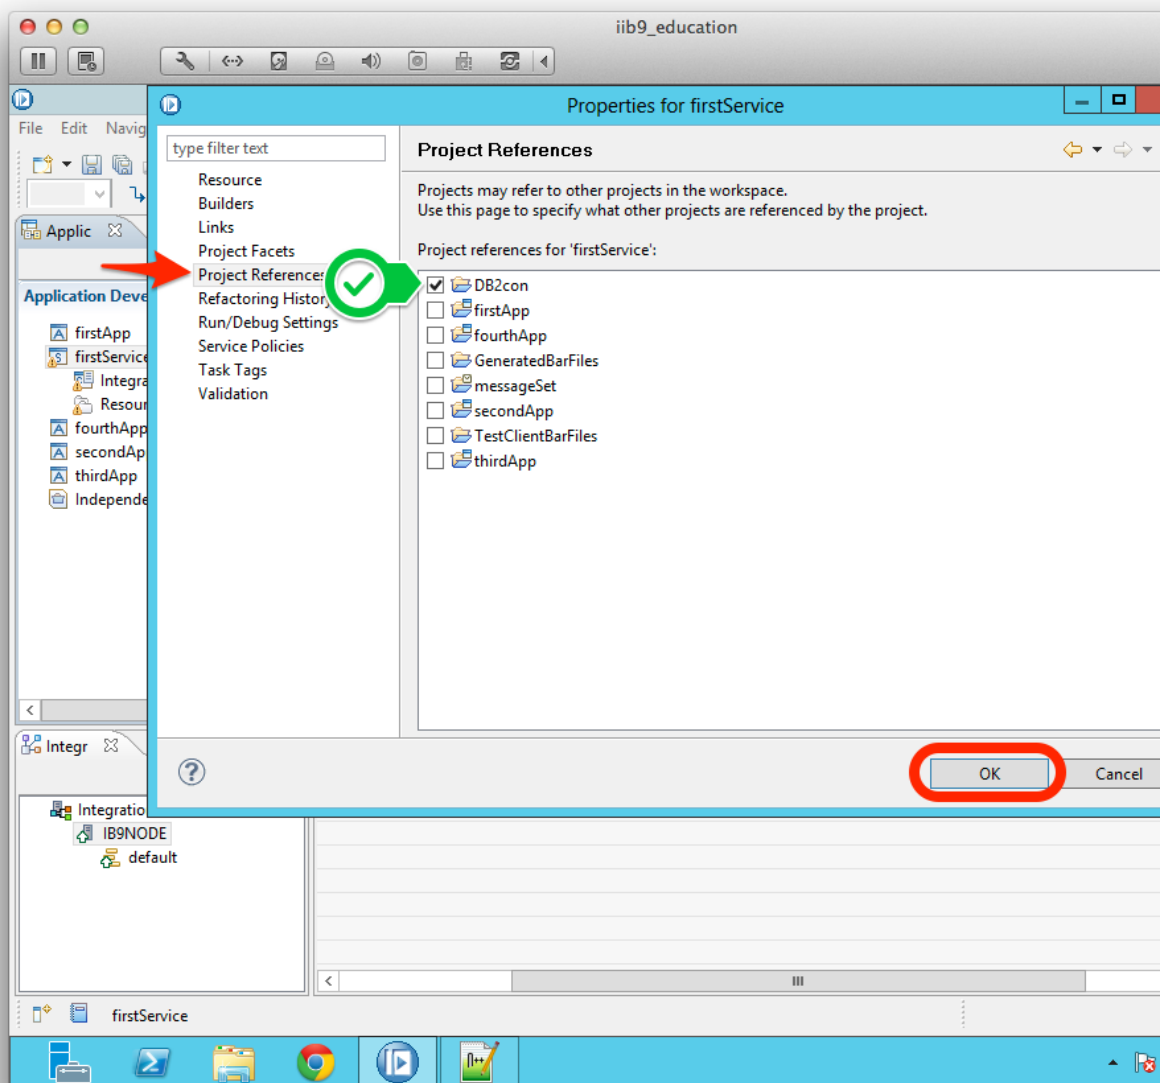 iib9_education
Properties for firstService
File Edit Navig
type filter text
Project References
Resource
Builders
Links
Project Facets
Project References
Refactoring History
Run/Debug Settings
Service Policies
Task Tags
Validation
Projects may refer to other projects in the workspace.
Use this page to specify what other projects are referenced by the project.
Project references for 'firstService':
DB2con
firstApp
fourthApp
GeneratedBarFiles
messageSet
secondApp
TestClientBarFiles
thirdApp
Applic
Application Deve
firstApp
firstService
Integra
Resour
fourthApp
secondAp
thirdApp
Independe
OK
Cancel
Integr
Integratio
IB9NODE
default
firstService